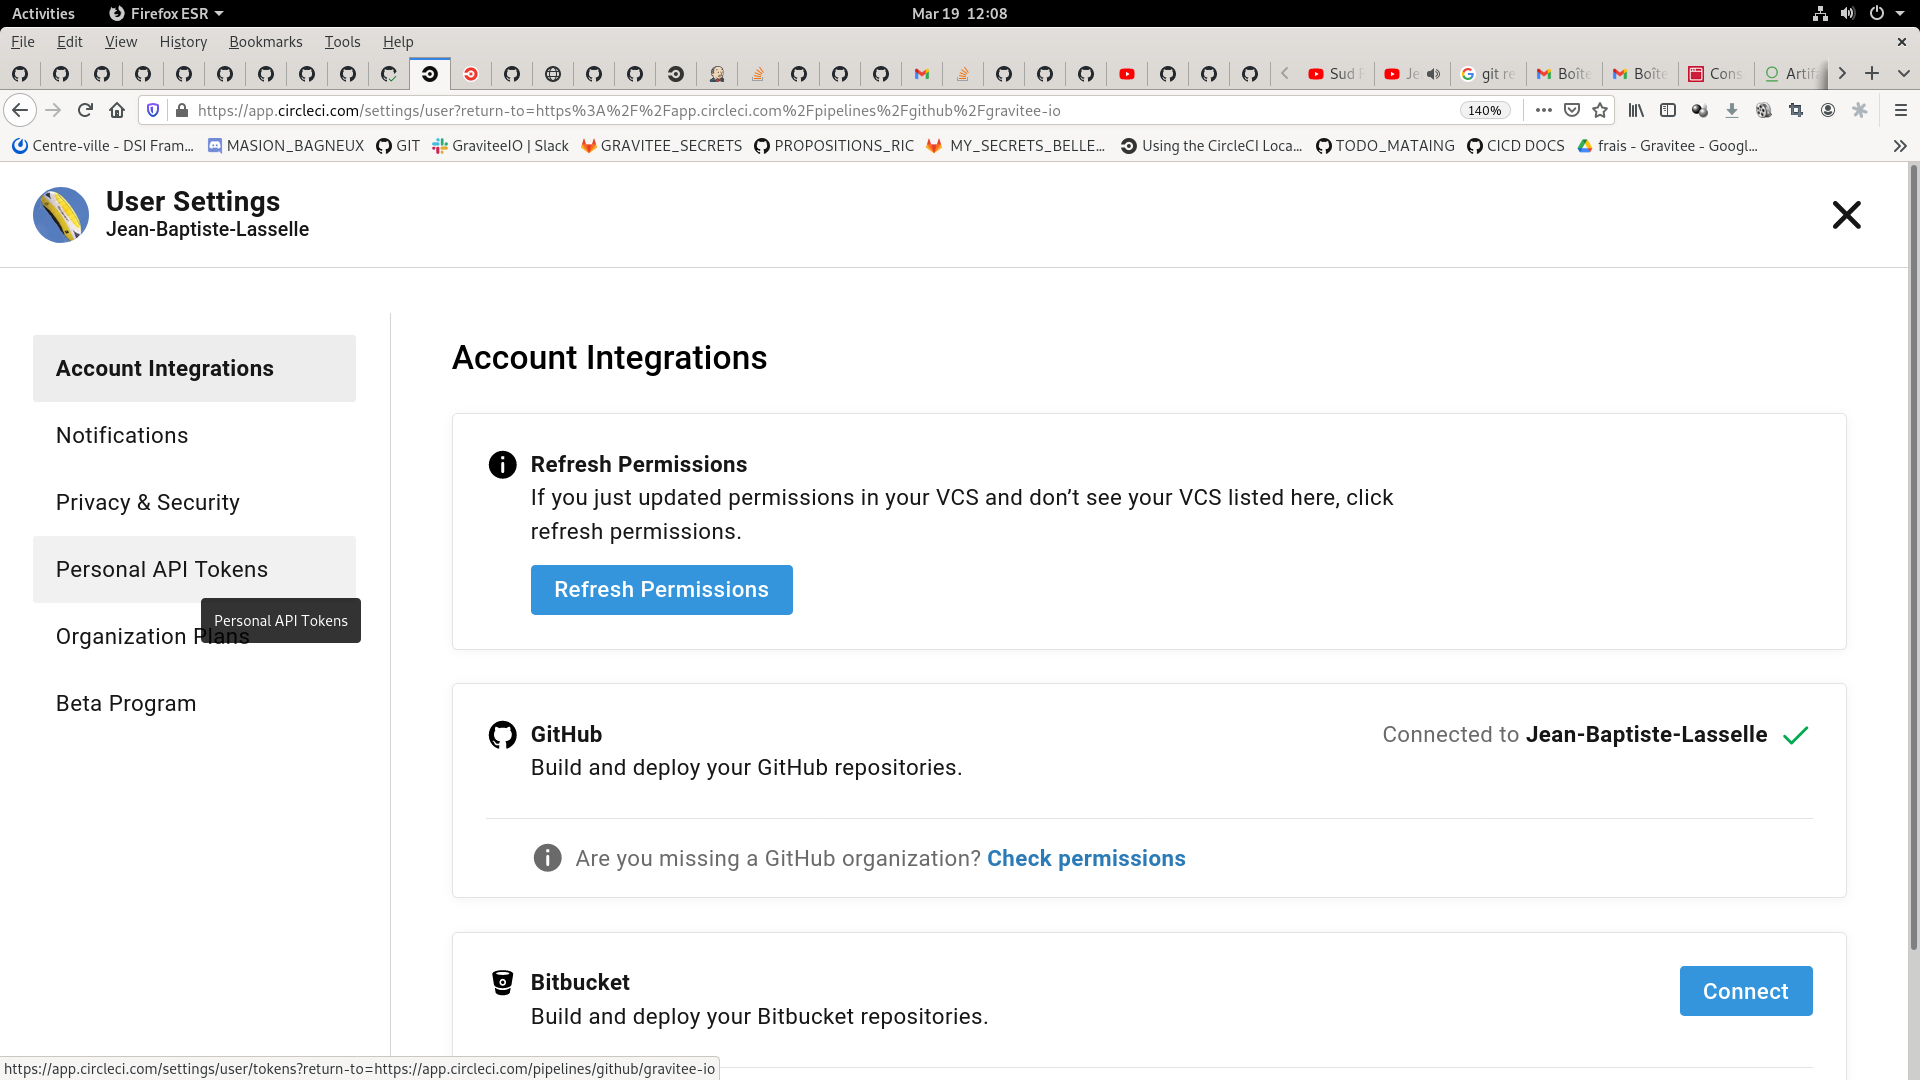 Activities
Firefox ESR
Mar 19 12:08
File Edit View History Bookmarks Tools Help
Sud
Je
git re
Boîte
Boîte
Cons
Artif
https://app.circleci.com/settings/user?return-to=https%3A%2F%2Fapp.circleci.com%2Fpipelines%2Fgithub%2Fgravitee-io
140%
Centre-ville - DSI Fram...
MASION_BAGNEUX
GIT
GraviteeIO | Slack
GRAVITEE_SECRETS
PROPOSITIONS_RIC
MY_SECRETS_BELLE...
Using the CircleCI Loca...
TODO_MATAING
CICD DOCS
frais - Gravitee - Googl...
User Settings
Jean-Baptiste-Lasselle
Account Integrations
Notifications
Privacy & Security
Personal API Tokens
Personal API Tokens
Organization Plans
Beta Program
Account Integrations
Refresh Permissions
If you just updated permissions in your VCS and don’t see your VCS listed here, click
refresh permissions.
Refresh Permissions
GitHub
Connected to Jean-Baptiste-Lasselle
Build and deploy your GitHub repositories.
Are you missing a GitHub organization? Check permissions
Bitbucket
Connect
Build and deploy your Bitbucket repositories.
https://app.circleci.com/settings/user/tokens?return-to=https://app.circleci.com/pipelines/github/gravitee-io